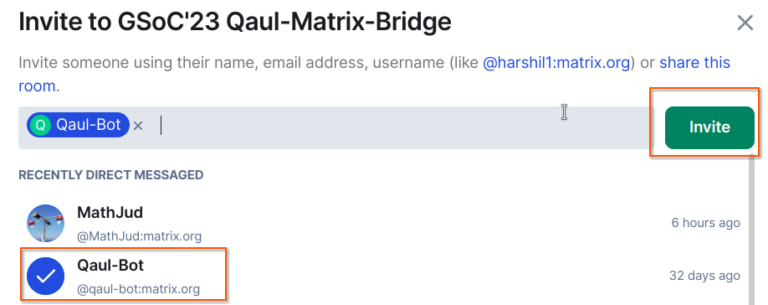 Invite to GSoC'23 Qaul-Matrix-Bridge
Invite someone using their name, email address, username (like @harshil1:matrix.org) or share this
room.
Q Qaul-Bot ×
Invite
RECENTLY DIRECT MESSAGED
MathJud
@MathJud:matrix.org
6 hours ago
Qaul-Bot
@qaul-bot:matrix.org
32 days ago